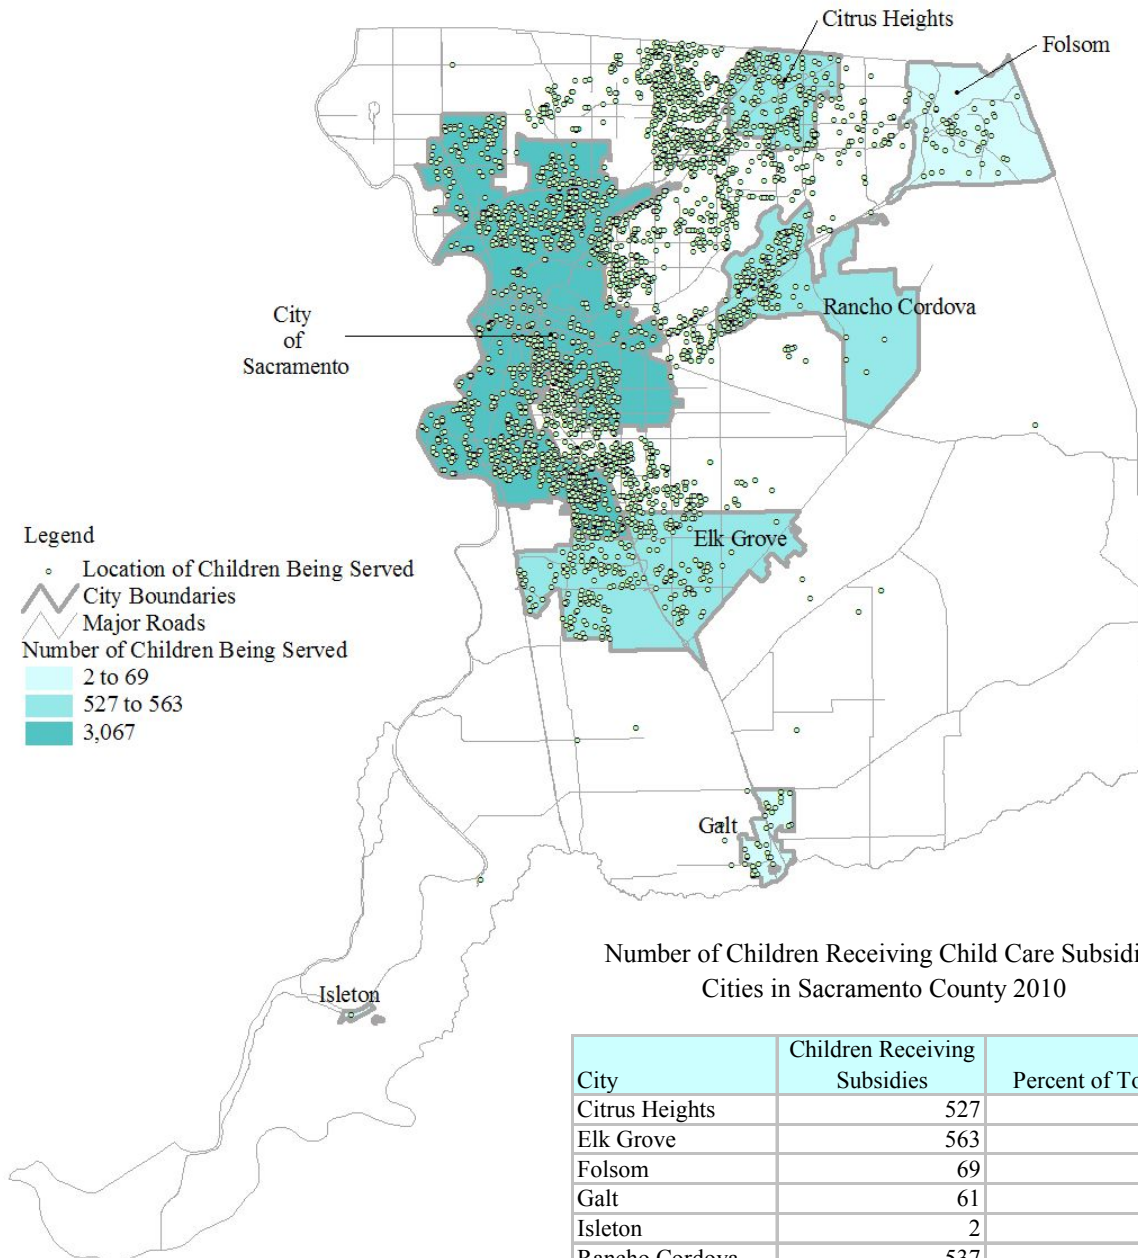 Citrus Heights
Folsom
City
of
Sacramento
Rancho Cordova
Elk Grove
Legend
Location of Children Being Served
City Boundaries
Major Roads
Number of Children Being Served
2 to 69
527 to 563
3,067
Galt
Isleton
Number of Children Receiving Child Care Subsidi
Cities in Sacramento County 2010
City Children Receiving Subsidies Percent of To
Citrus Heights 527
Elk Grove 563
Folsom 69
Galt 61
Isleton 2
Rancho Cordova 537